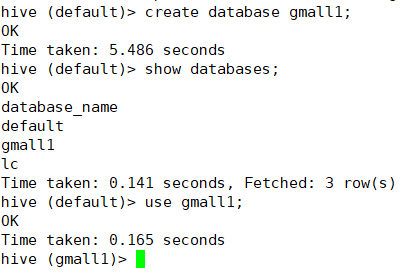 hive (default)> create database gmall1;
OK
Time taken: 5.486 seconds
hive (default)> show databases;
OK
database_name
default
gmall1
lc
Time taken: 0.141 seconds, Fetched: 3 row(s)
hive (default)> use gmall1;
OK
Time taken: 0.165 seconds
hive (gmall1)>